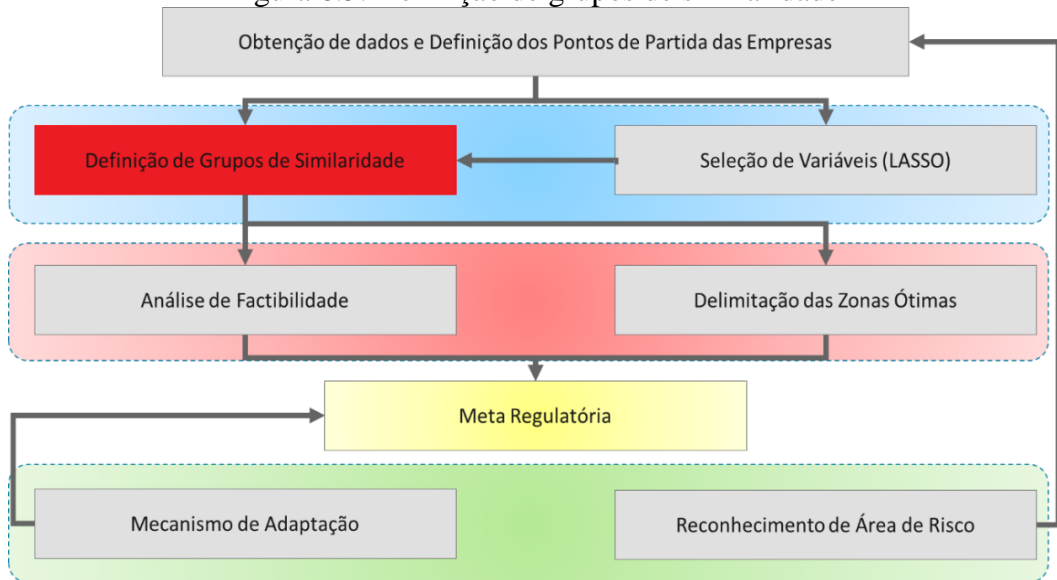 Obtenção de dados e Definição dos Pontos de Partida das Empresas
Definição de Grupos de Similaridade
Seleção de Variáveis (LASSO)
Análise de Factibilidade
Delimitação das Zonas Ótimas
Meta Regulatória
Mecanismo de Adaptação
Reconhecimento de Área de Risco